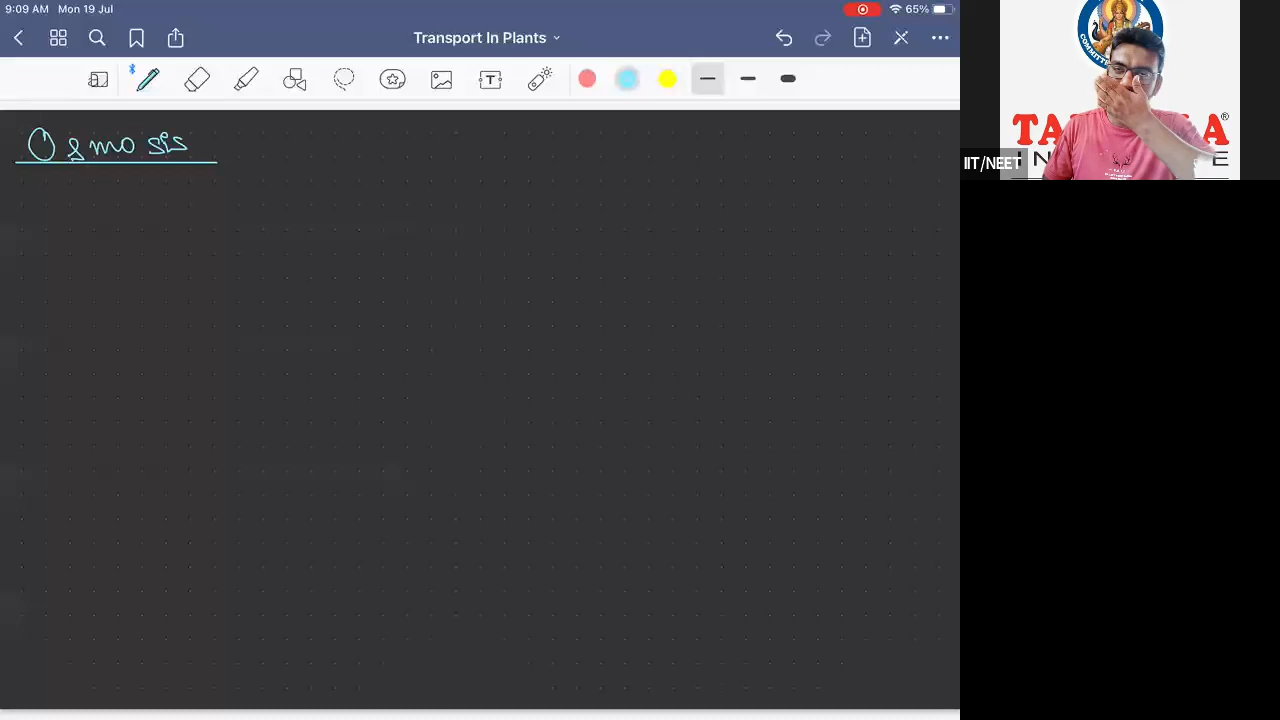 9:09 AM Mon 19 Jul
65%
Transport In Plants
T
Osmosis
IIT/NEET